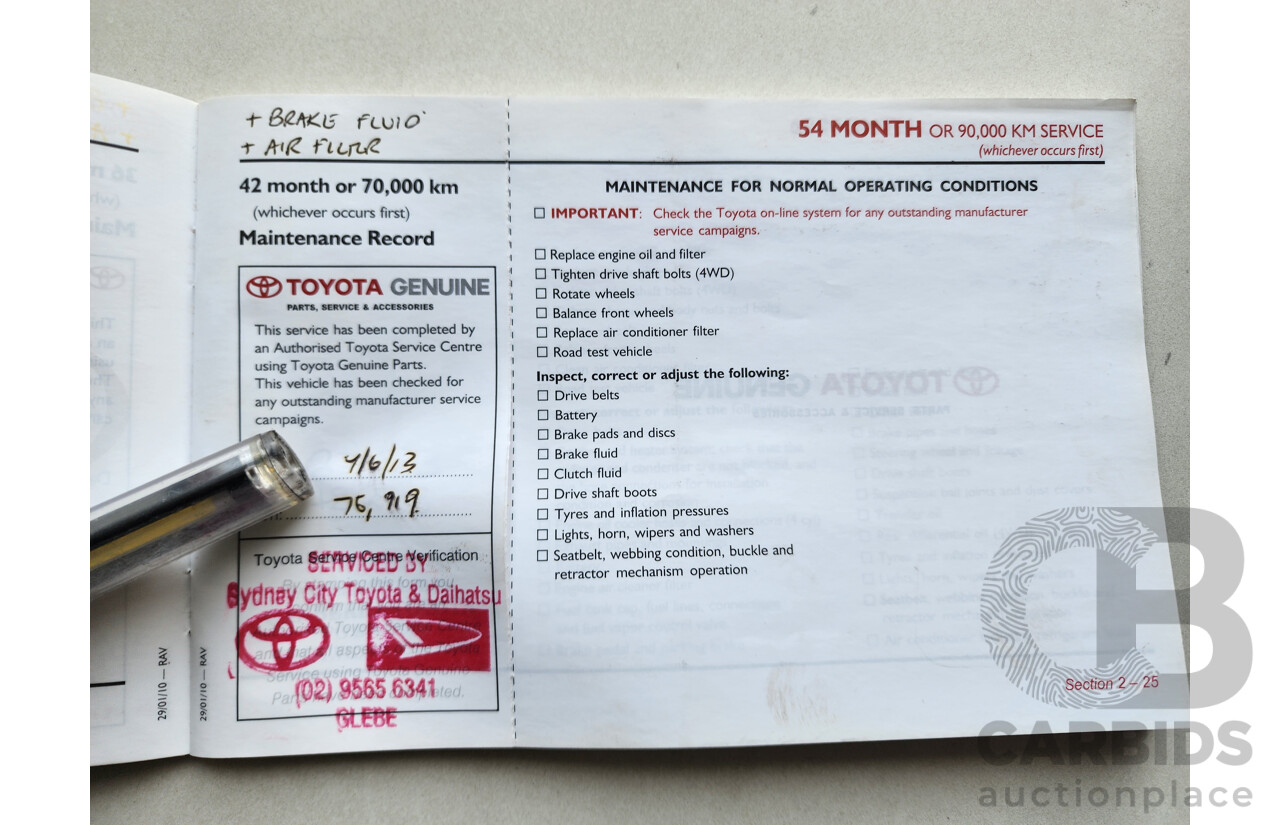 + BRAKE FLUID
+ AIR FILTER
42 month or 70,000 km
(whichever occurs first)
Maintenance Record
TOYOTA GENUINE
PARTS, SERVICE & ACCESSORIES
This service has been completed by
an Authorised Toyota Service Centre
using Toyota Genuine Parts.
This vehicle has been checked for
any outstanding manufacturer service
campaigns.
4/6/13
75,919
Toyota Service Centre Verification
SERVICED BY
Sydney City Toyota & Daihatsu
(02) 9565 6341
GLEBE
29/01/10 — RAV
29/01/10 — RAV
54 MONTH OR 90,000 KM SERVICE
(whichever occurs first)
MAINTENANCE FOR NORMAL OPERATING CONDITIONS
☐ IMPORTANT: Check the Toyota on-line system for any outstanding manufacturer
service campaigns.
☐ Replace engine oil and filter
☐ Tighten drive shaft bolts (4WD)
☐ Rotate wheels
☐ Balance front wheels
☐ Replace air conditioner filter
☐ Road test vehicle
Inspect, correct or adjust the following:
☐ Drive belts
☐ Battery
☐ Brake pads and discs
☐ Brake fluid
☐ Clutch fluid
☐ Drive shaft boots
☐ Tyres and inflation pressures
☐ Lights, horn, wipers and washers
☐ Seatbelt, webbing condition, buckle and
retractor mechanism operation
Section 2 – 25
CARBIDS
auctionplace